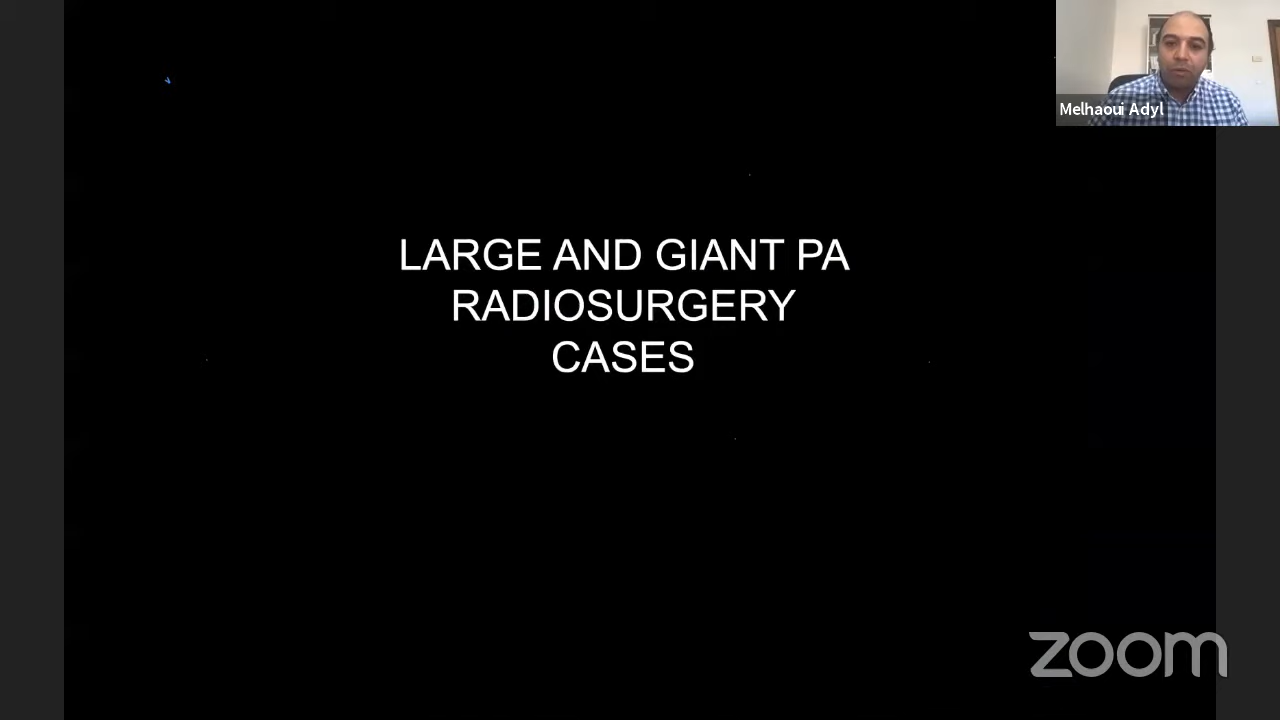 Melhaoui Adyl
LARGE AND GIANT PA
RADIOSURGERY
CASES
zoom